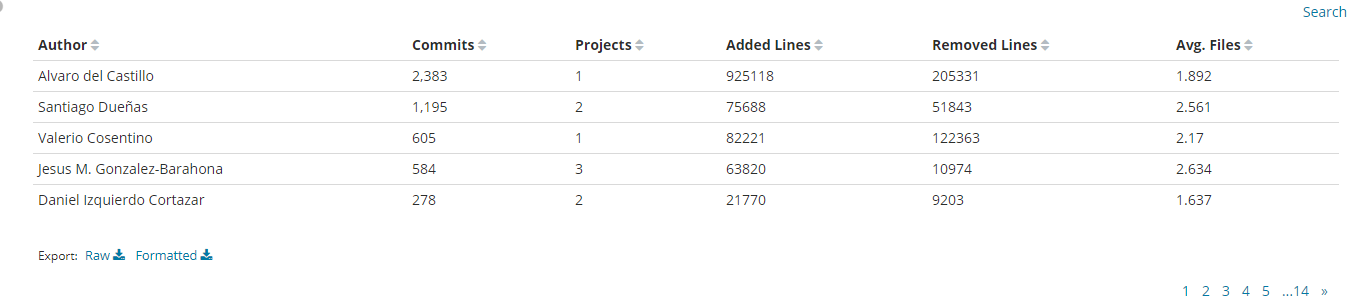 Search
Author Commits Projects Added Lines Removed Lines Avg. Files
Alvaro del Castillo 2,383 1 925118 205331 1.892
Santiago Dueñas 1,195 2 75688 51843 2.561
Valerio Cosentino 605 1 82221 122363 2.17
Jesus M. Gonzalez-Barahona 584 3 63820 10974 2.634
Daniel Izquierdo Cortazar 278 2 21770 9203 1.637
Export: Raw Formatted
1 2 3 4 5 ...14 »